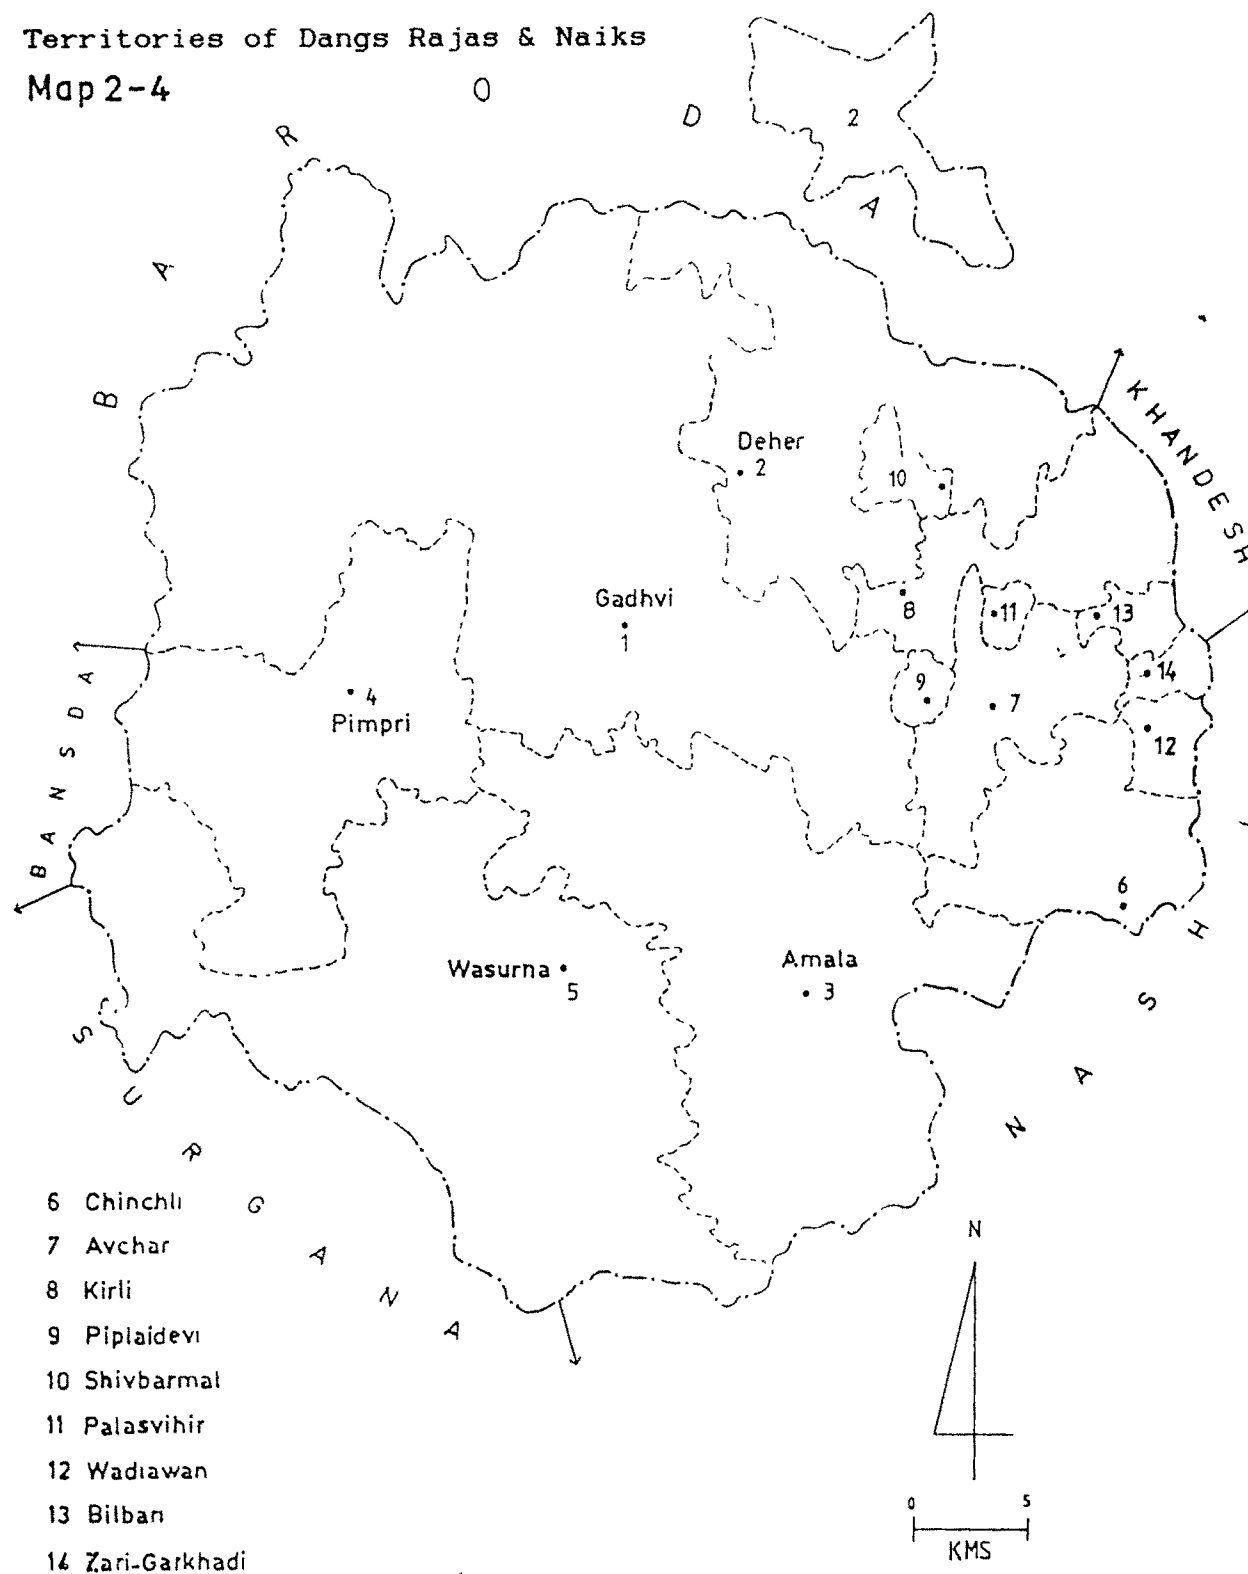 Territories of Dangs Rajas & Naiks
Map 2-4
BARODA
2
KHANDESH
Deher
2
10
Gadhvi
1
8
11
13
9
7
14
12
4
Pimpri
BANSDA
6
Wasurna
5
Amala
3
NASH
SURGANA
6 Chinchli
7 Avchar
8 Kirli
9 Piplaidevi
10 Shivbarmal
11 Palasvihir
12 Wadiawan
13 Bilbari
14 Zari-Garkhadi
N
0 5
KMS